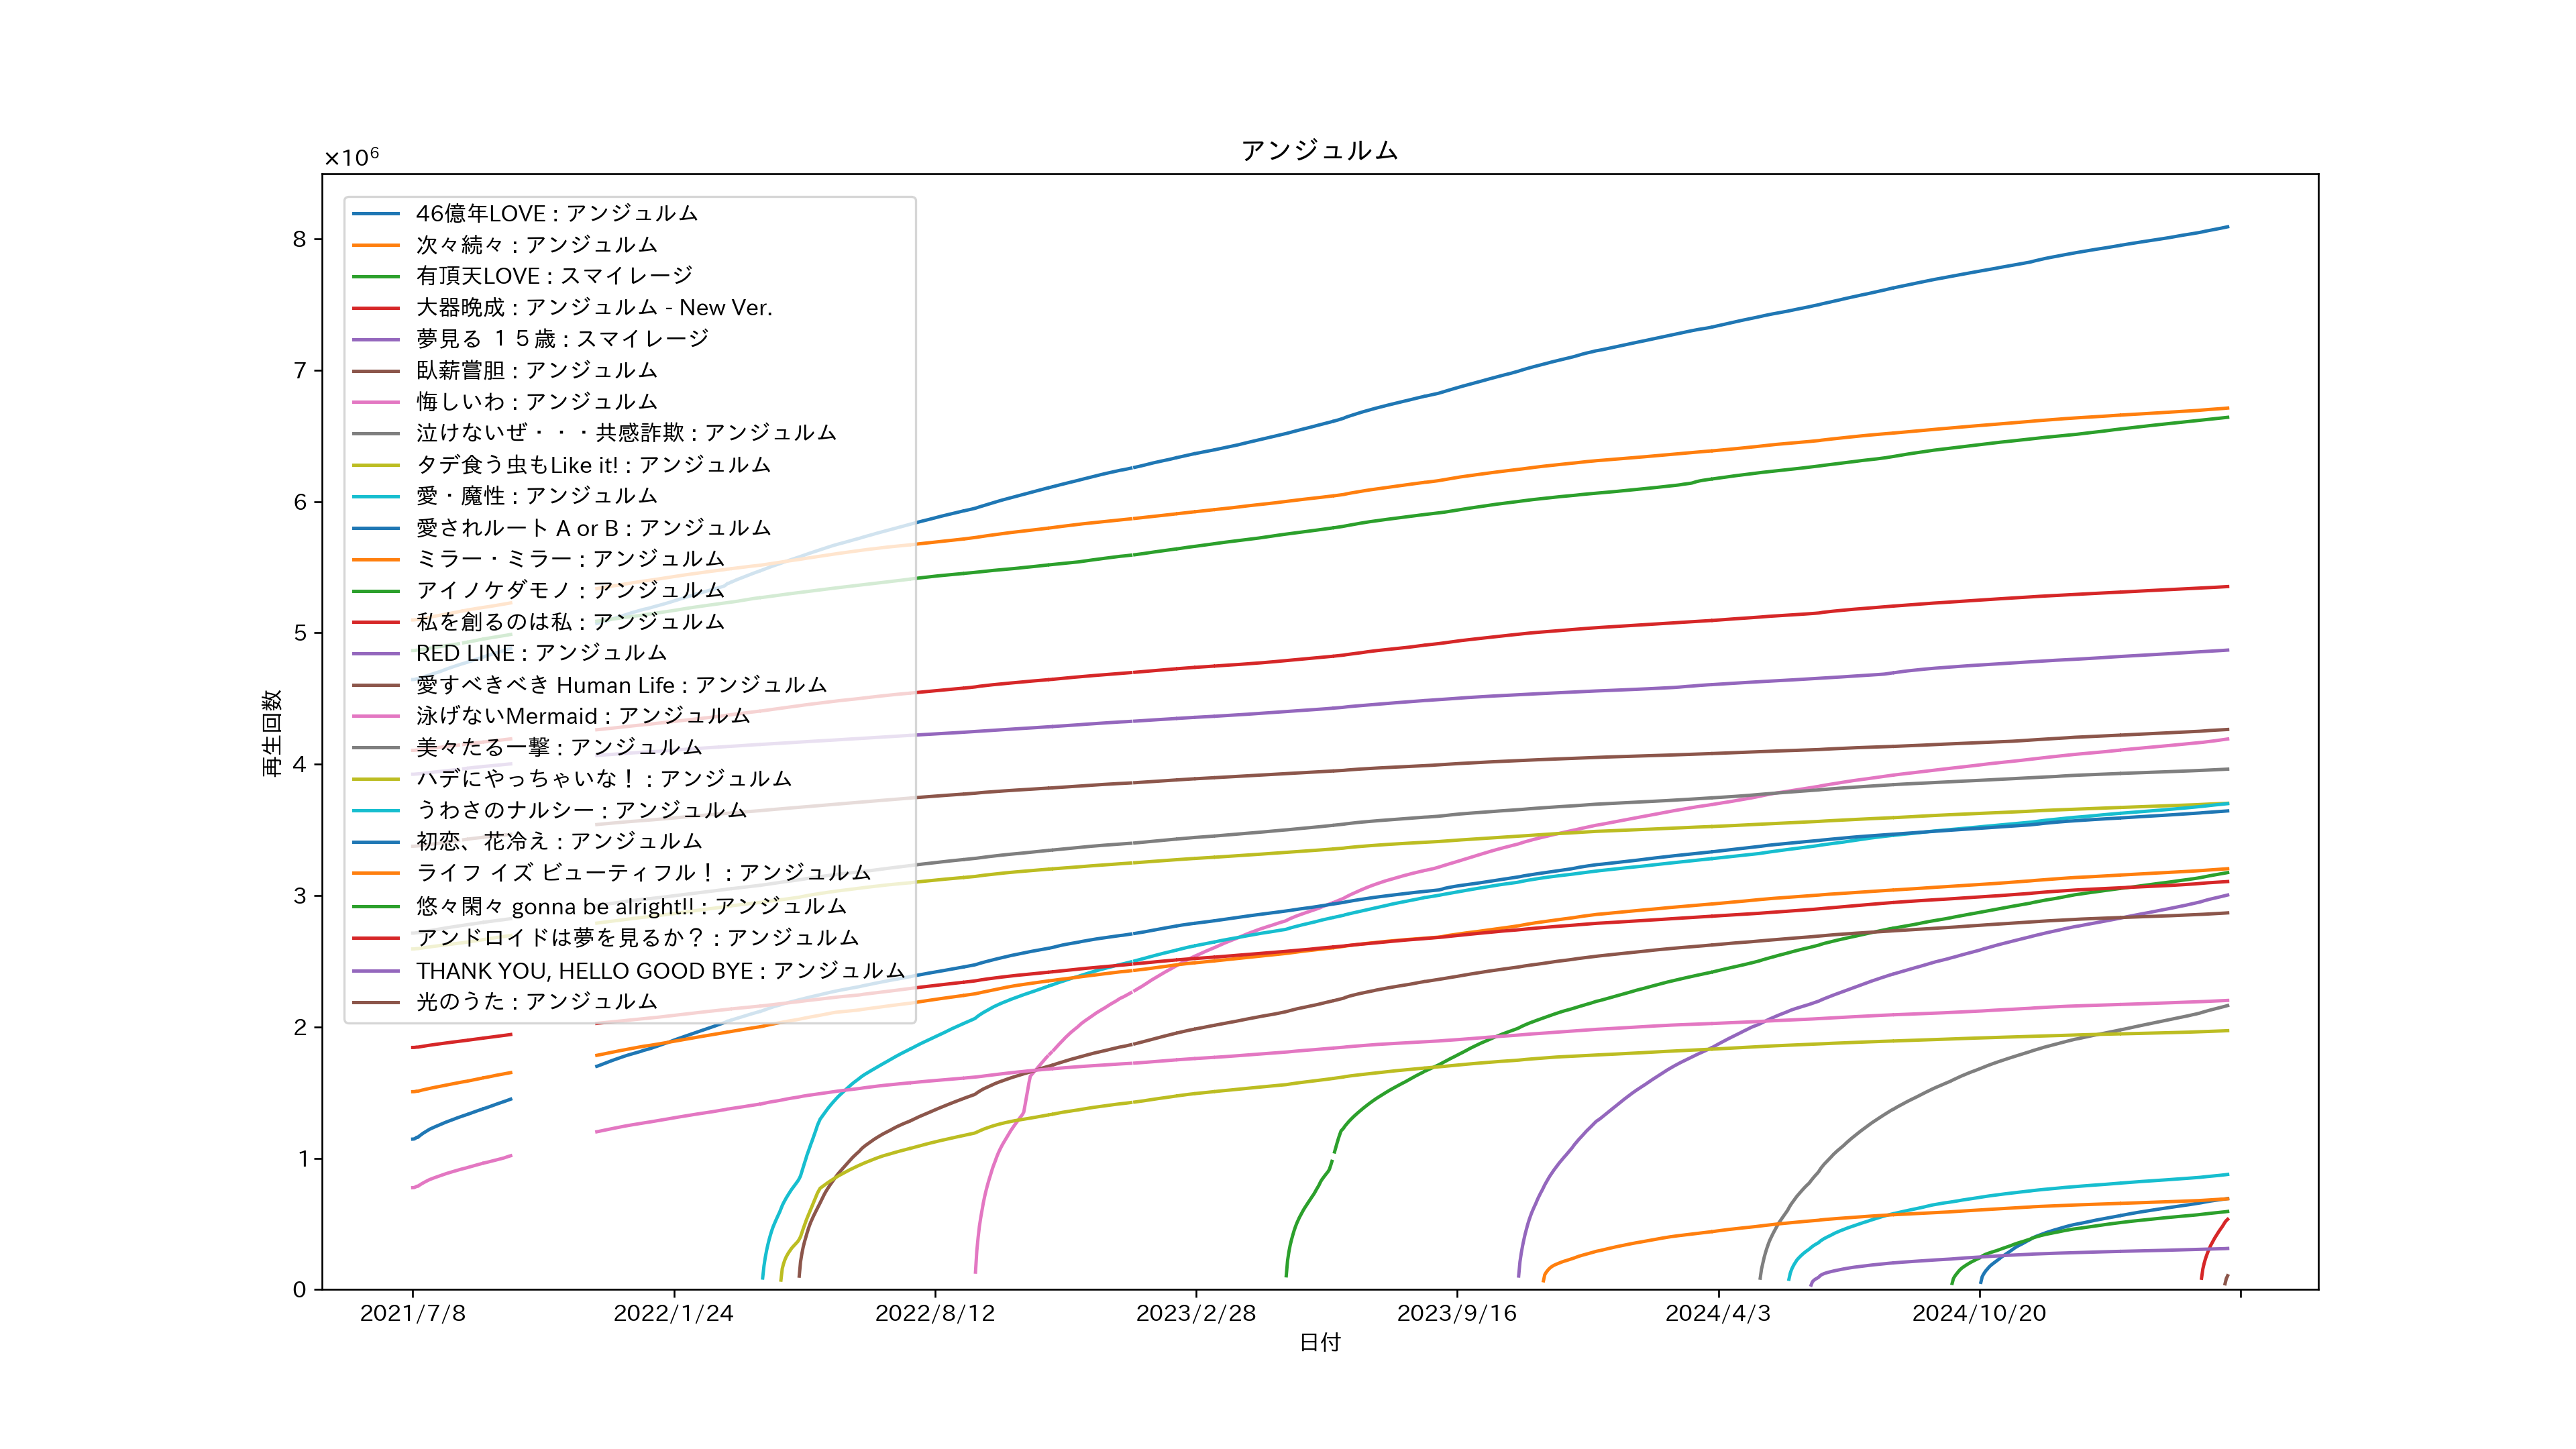 アンジュルム
×10⁶
8
7
6
5
4
3
2
1
0
再生回数
46億年LOVE : アンジュルム
次々続々 : アンジュルム
有頂天LOVE : スマイレージ
大器晩成 : アンジュルム - New Ver.
夢見る １５歳 : スマイレージ
臥薪嘗胆 : アンジュルム
悔しいわ : アンジュルム
泣けないぜ・・・共感詐欺 : アンジュルム
タデ食う虫もLike it! : アンジュルム
愛・魔性 : アンジュルム
愛されルート A or B : アンジュルム
ミラー・ミラー : アンジュルム
アイノケダモノ : アンジュルム
私を創るのは私 : アンジュルム
RED LINE : アンジュルム
愛すべきべき Human Life : アンジュルム
泳げないMermaid : アンジュルム
美々たる一撃 : アンジュルム
ハデにやっちゃいな！ : アンジュルム
うわさのナルシー : アンジュルム
初恋、花冷え : アンジュルム
ライフ イズ ビューティフル！ : アンジュルム
悠々閑々 gonna be alright!! : アンジュルム
アンドロイドは夢を見るか？ : アンジュルム
THANK YOU, HELLO GOOD BYE : アンジュルム
光のうた : アンジュルム
2021/7/8
2022/1/24
2022/8/12
2023/2/28
2023/9/16
2024/4/3
2024/10/20
日付